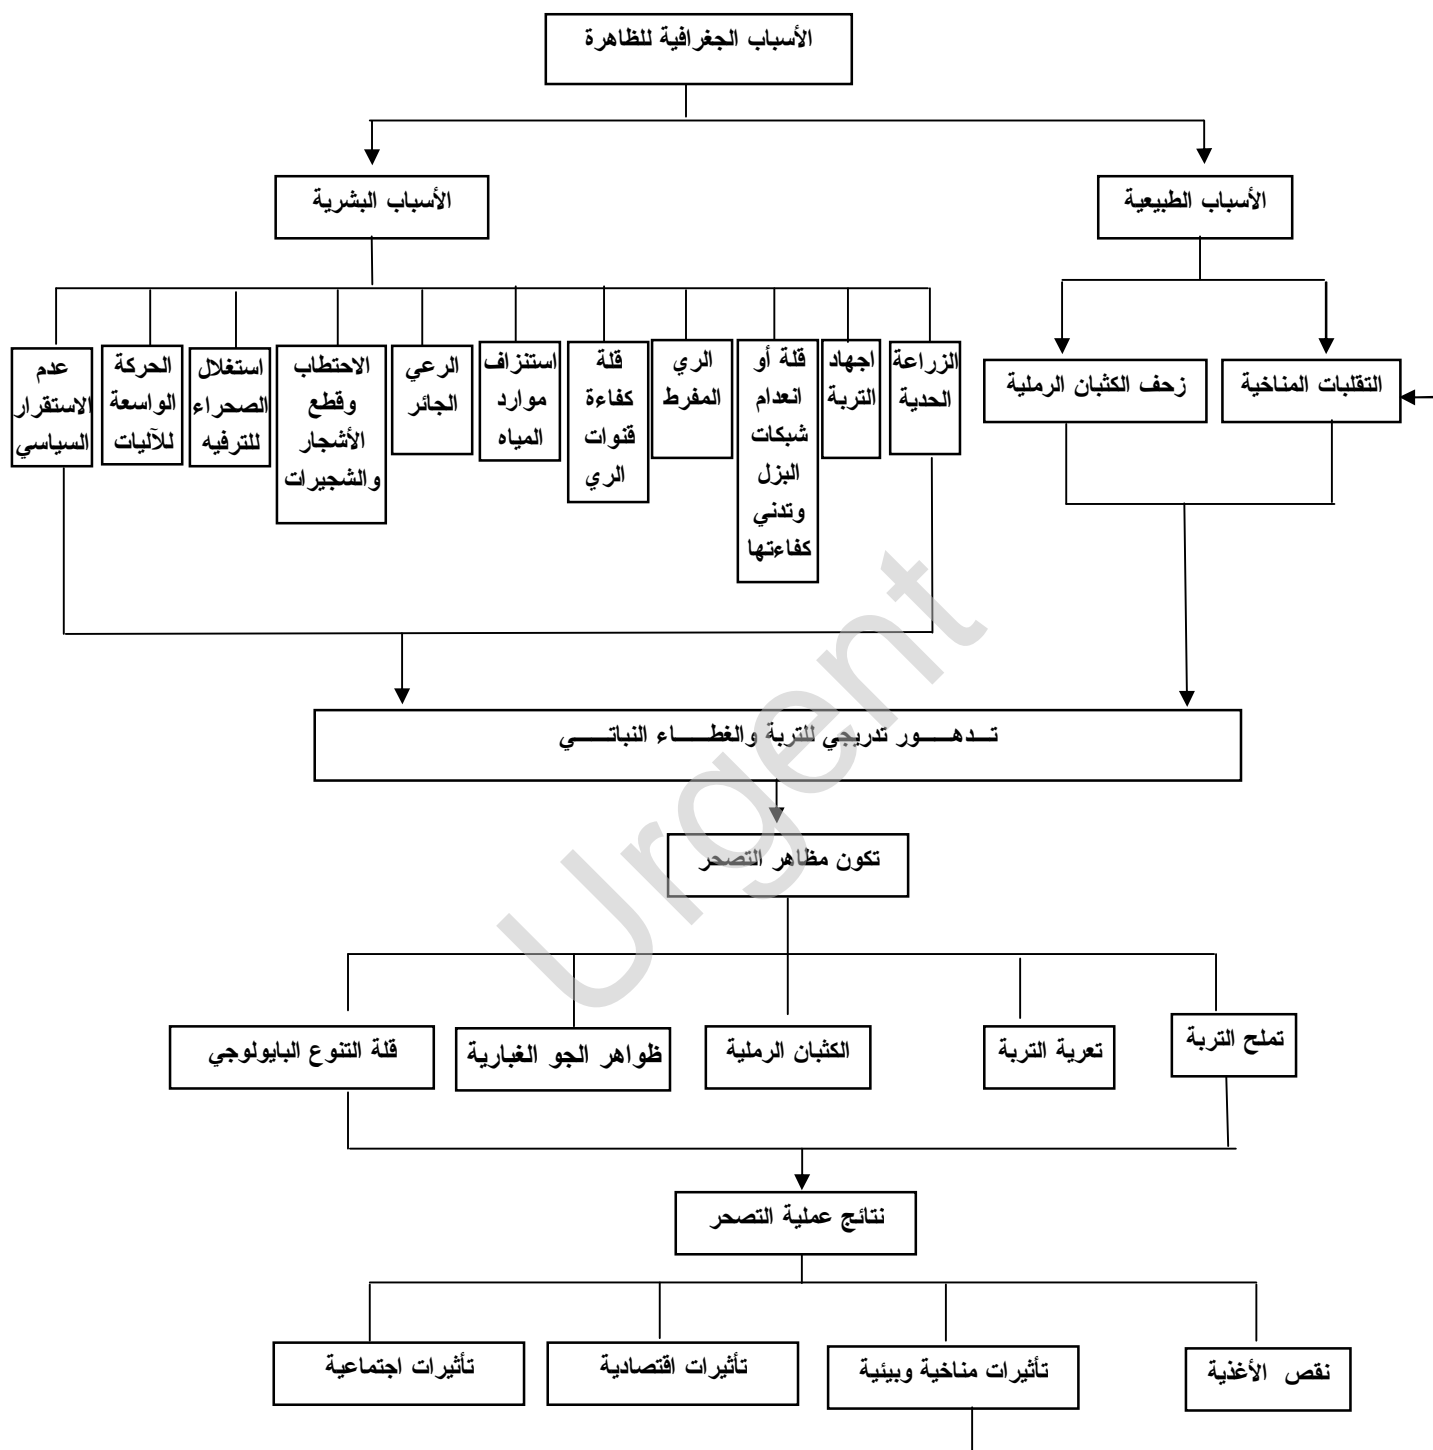 الأسباب الجغرافية للظاهرة
الأسباب الطبيعية
الأسباب البشرية
التقلبات المناخية
زحف الكثبان الرملية
الزراعة
الحدية
اجهاد
التربة
قلة أو
انعدام
شبكات
البزل
وتدني
كفاءتها
الري
المفرط
قلة
كفاءة
قنوات
الري
استنزاف
موارد
المياه
الرعي
الجائر
الاحتطاب
وقطع
الأشجار
والشجيرات
استغلال
الصحراء
للترفيه
الحركة
الواسعة
للآليات
عدم
الاستقرار
السياسي
تـــدهـــــور تدريجي للتربة والغطـــــاء النباتـــــي
تكون مظاهر التصحر
تملح التربة
تعرية التربة
الكثبان الرملية
ظواهر الجو الغبارية
قلة التنوع البايولوجي
نتائج عملية التصحر
نقص الأغذية
تأثيرات مناخية وبيئية
تأثيرات اقتصادية
تأثيرات اجتماعية
Urgent